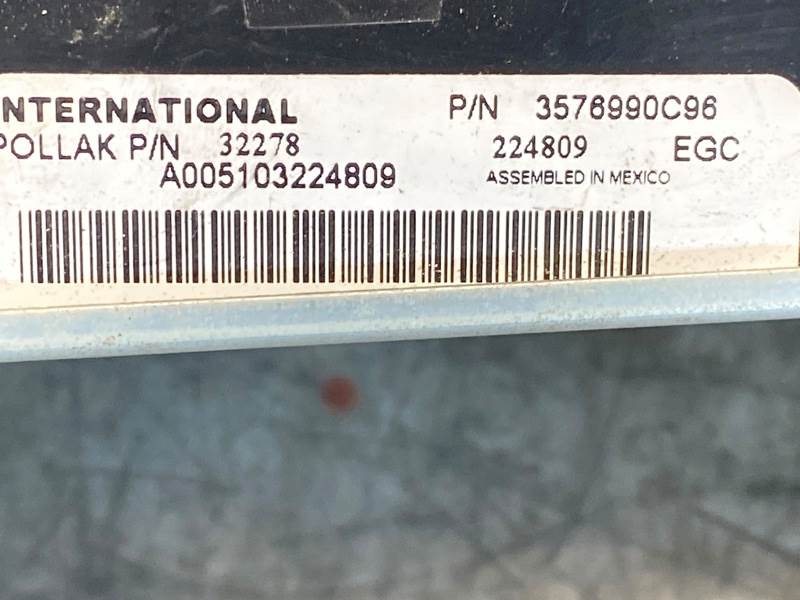 INTERNATIONAL P/N 3576990C96
POLLAK P/N 32278 224809 EGC
A005103224809 ASSEMBLED IN MEXICO